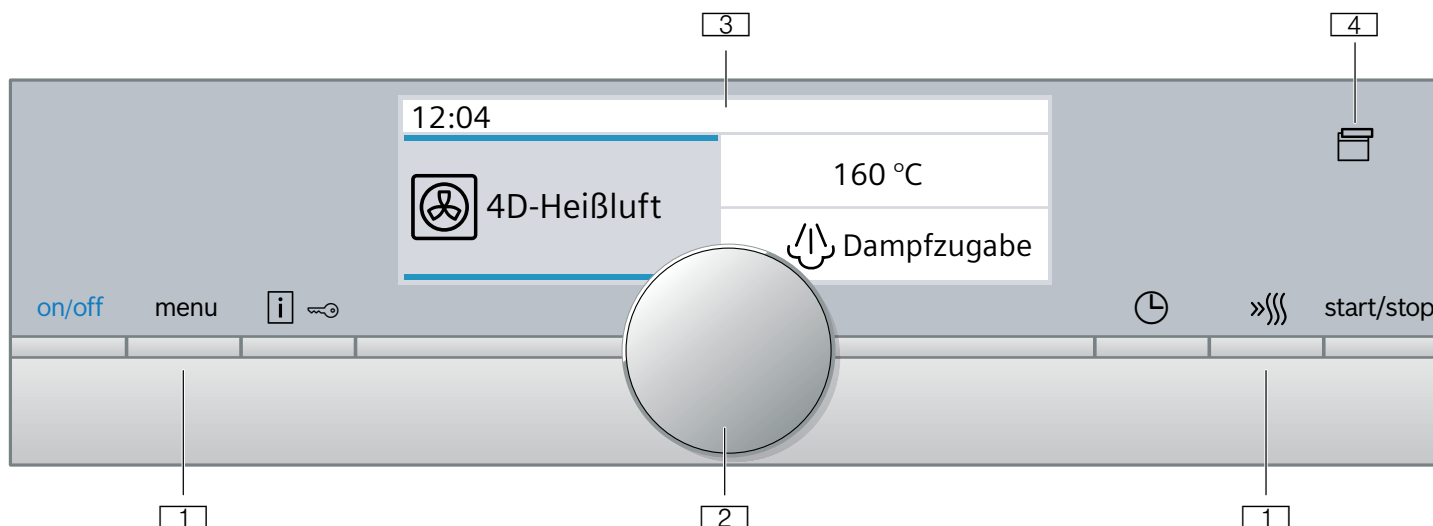 3
4
12:04
4D-Heißluft
160 °C
Dampfzugabe
on/off menu i start/stop
1
2
1